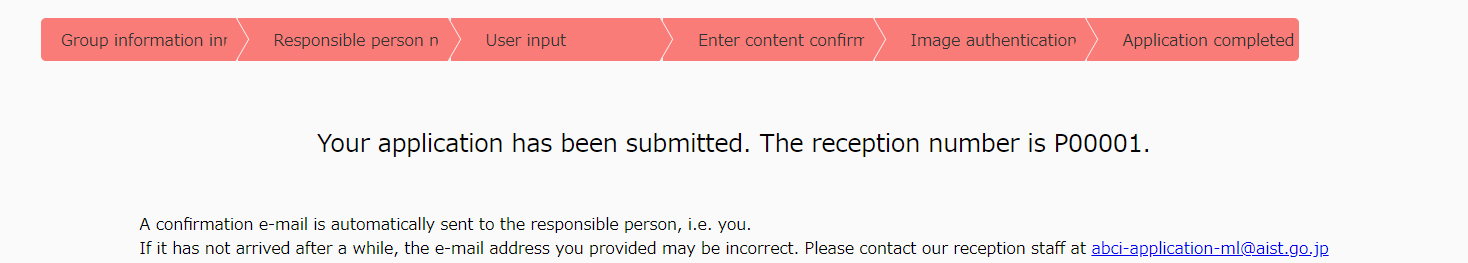 Group information
Responsible person
User input
Enter content
Image authentication
Application completed
Your application has been submitted. The reception number is P00001.
A confirmation e-mail is automatically sent to the responsible person, i.e. you.
If it has not arrived after a while, the e-mail address you provided may be incorrect. Please contact our reception staff at abci-application-ml@aist.go.jp